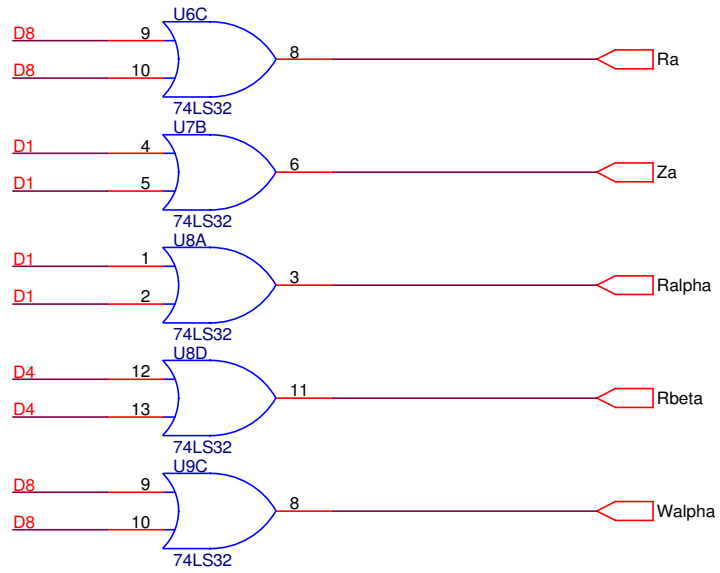 U6C
D8 9
8 Ra
D8 10
74LS32
U7B
D1 4
6 Za
D1 5
74LS32
U8A
D1 1
3 Ralpha
D1 2
74LS32
U8D
D4 12
11 Rbeta
D4 13
74LS32
U9C
D8 9
8 Walpha
D8 10
74LS32